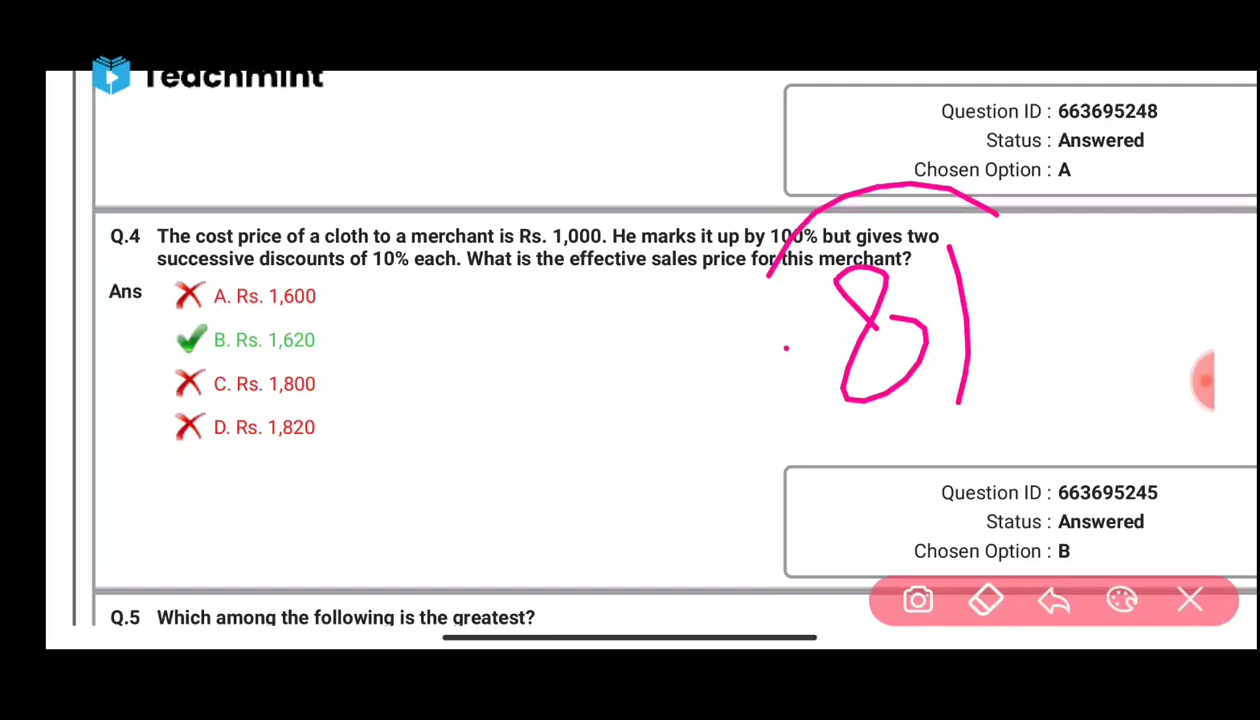 Teachmint
Question ID : 663695248
Status : Answered
Chosen Option : A
Q.4 The cost price of a cloth to a merchant is Rs. 1,000. He marks it up by 100% but gives two
successive discounts of 10% each. What is the effective sales price for this merchant?
Ans A. Rs. 1,600
B. Rs. 1,620
C. Rs. 1,800
D. Rs. 1,820
81
Question ID : 663695245
Status : Answered
Chosen Option : B
Q.5 Which among the following is the greatest?